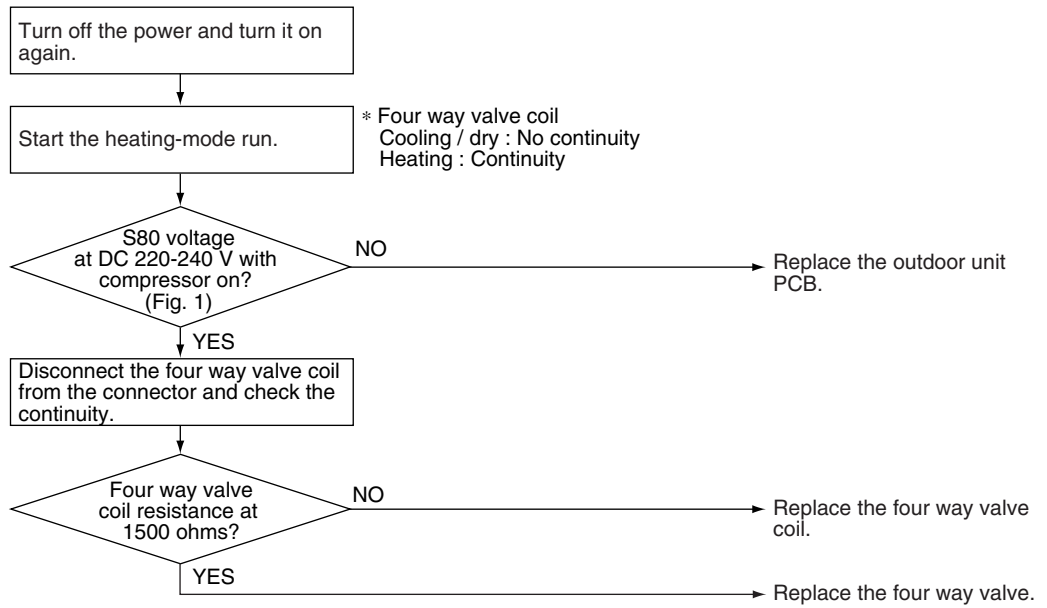 Turn off the power and turn it on
again.
Start the heating-mode run.
* Four way valve coil
Cooling / dry : No continuity
Heating : Continuity
S80 voltage
at DC 220-240 V with
compressor on?
(Fig. 1)
NO
Replace the outdoor unit
PCB.
YES
Disconnect the four way valve coil
from the connector and check the
continuity.
Four way valve
coil resistance at
1500 ohms?
NO
Replace the four way valve
coil.
YES
Replace the four way valve.